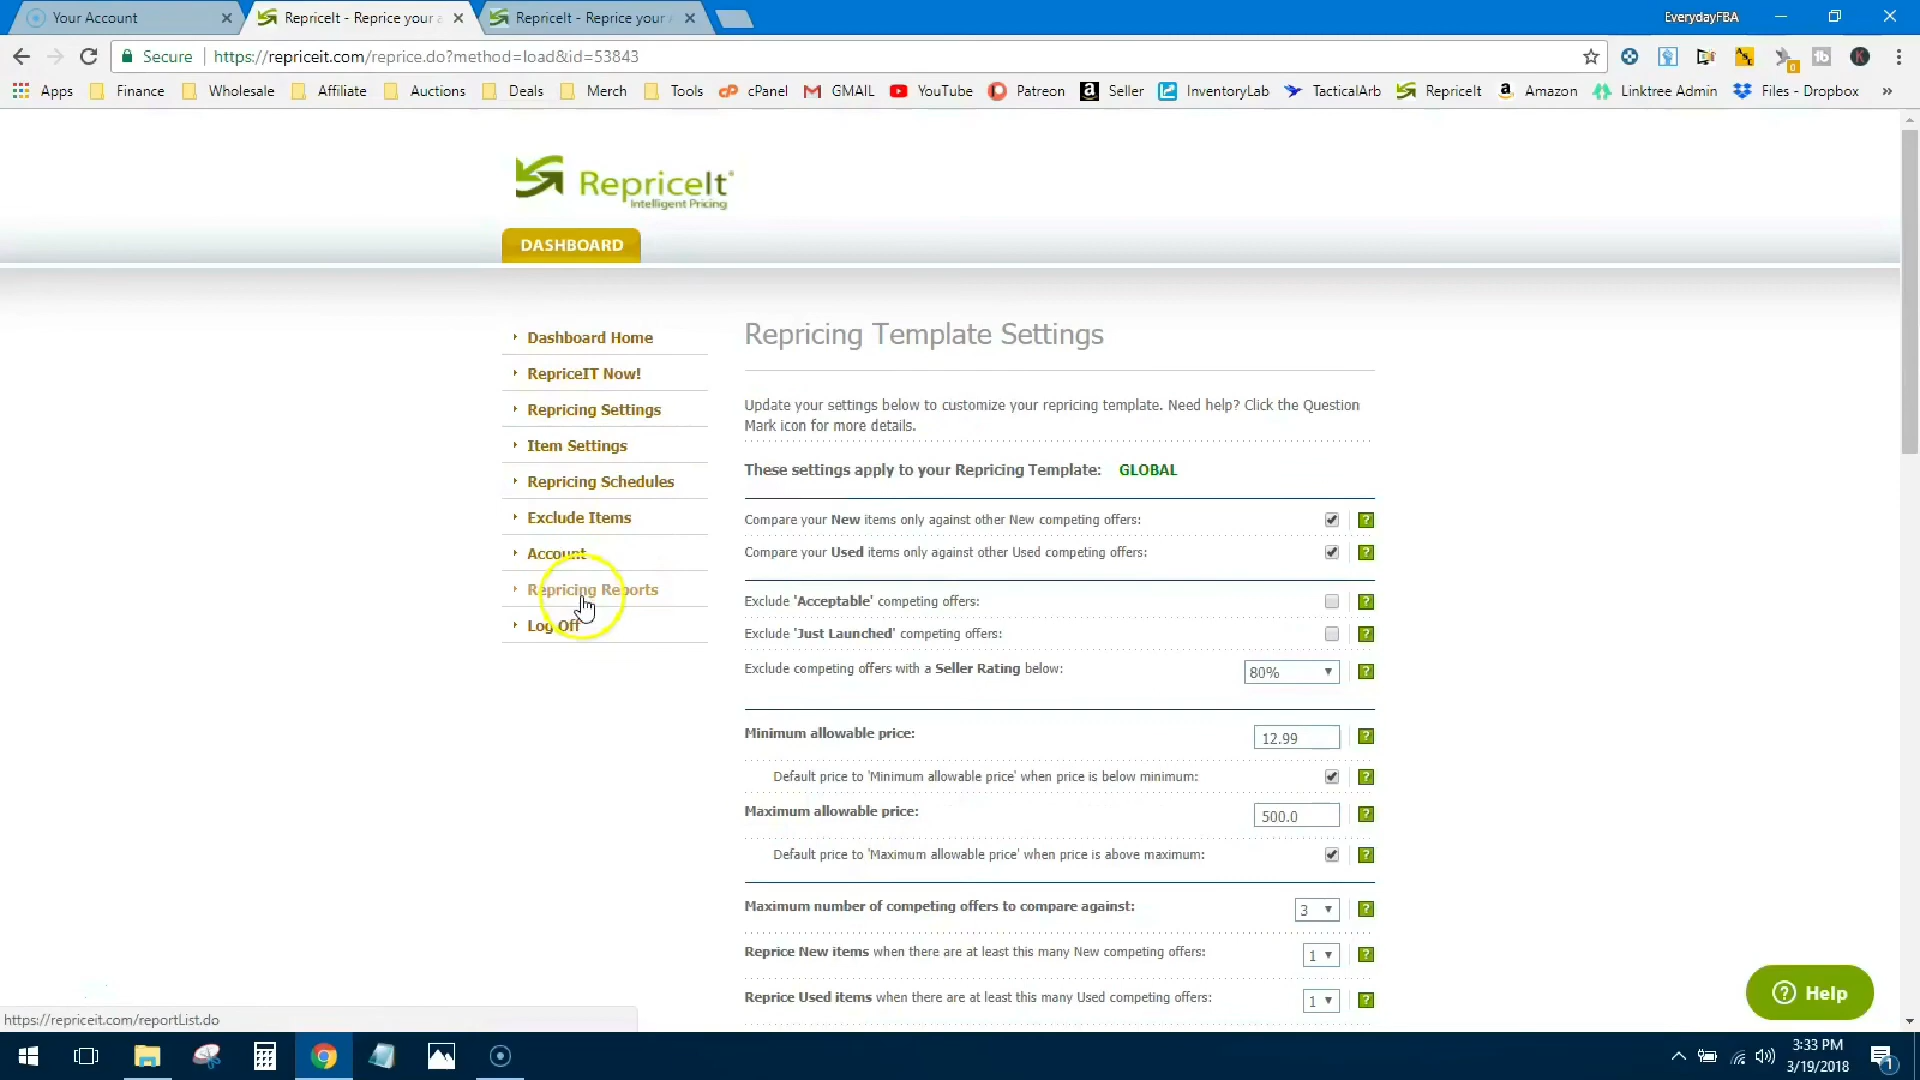 Your Account
RepriceIt - Reprice your a
RepriceIt - Reprice your A
EverydayFBA
Secure
https://repriceit.com/reprice.do?method=load&id=53843
Apps
Finance
Wholesale
Affiliate
Auctions
Deals
Merch
Tools
cPanel
GMAIL
YouTube
Patreon
Seller
InventoryLab
TacticalArb
RepriceIt
Amazon
Linktree Admin
Files - Dropbox
»
RepriceIt®
Intelligent Pricing
DASHBOARD
Dashboard Home
RepriceIT Now!
Repricing Settings
Item Settings
Repricing Schedules
Exclude Items
Account
Repricing Reports
Log Off
Repricing Template Settings
Update your settings below to customize your repricing template. Need help? Click the Question
Mark icon for more details.
These settings apply to your Repricing Template: GLOBAL
Compare your New items only against other New competing offers: ?
Compare your Used items only against other Used competing offers: ?
Exclude 'Acceptable' competing offers: ?
Exclude 'Just Launched' competing offers: ?
Exclude competing offers with a Seller Rating below: 80% ?
Minimum allowable price: 12.99 ?
Default price to 'Minimum allowable price' when price is below minimum: ?
Maximum allowable price: 500.0 ?
Default price to 'Maximum allowable price' when price is above maximum: ?
Maximum number of competing offers to compare against: 3 ?
Reprice New items when there are at least this many New competing offers: 1 ?
Reprice Used items when there are at least this many Used competing offers: 1 ?
? Help
https://repriceit.com/reportList.do
3:33 PM
3/19/2018
1